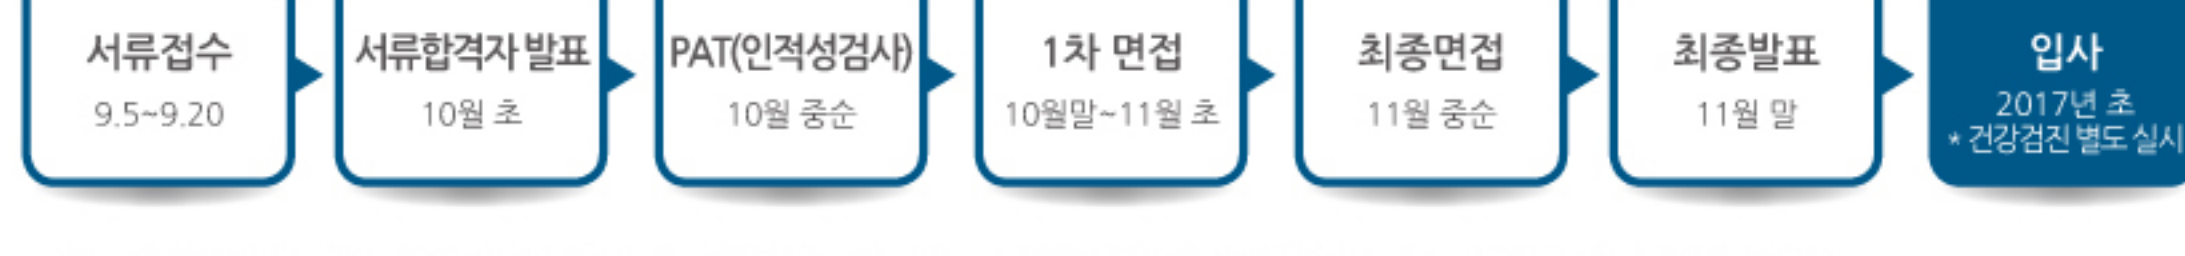 서류접수
9.5~9.20
서류합격자 발표
10월 초
PAT(인적성검사)
10월 중순
1차 면접
10월말~11월 초
최종면접
11월 중순
최종발표
11월 말
입사
2017년 초
* 건강검진 별도 실시